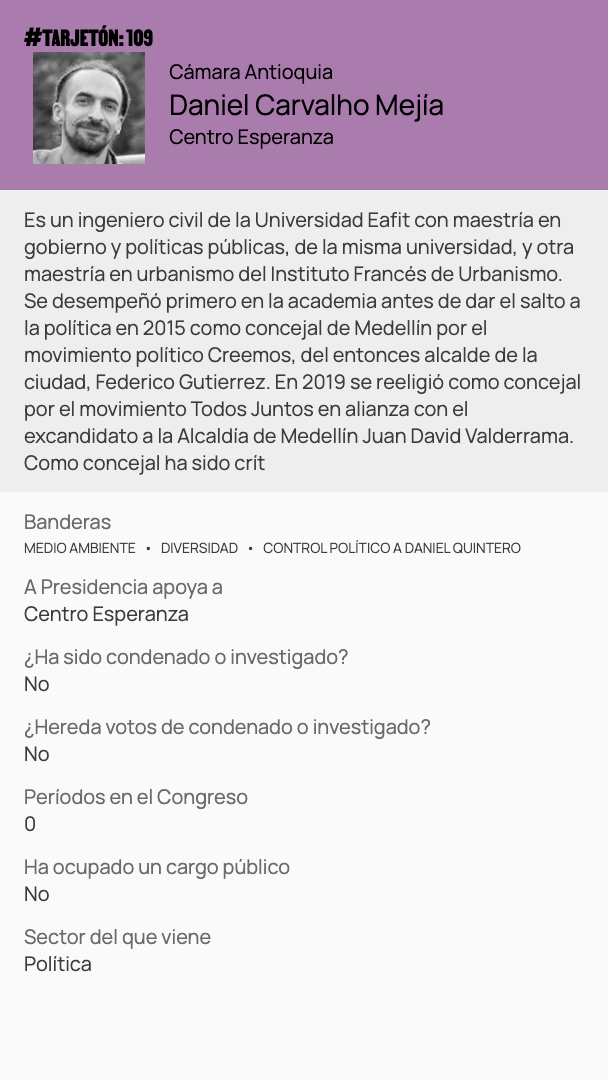 #TARJETÓN: 109
Cámara Antioquia
Daniel Carvalho Mejía
Centro Esperanza
Es un ingeniero civil de la Universidad Eafit con maestría en
gobierno y políticas públicas, de la misma universidad, y otra
maestría en urbanismo del Instituto Francés de Urbanismo.
Se desempeñó primero en la academia antes de dar el salto a
la política en 2015 como concejal de Medellín por el
movimiento político Creemos, del entonces alcalde de la
ciudad, Federico Gutierrez. En 2019 se reeligió como concejal
por el movimiento Todos Juntos en alianza con el
excandidato a la Alcaldía de Medellín Juan David Valderrama.
Como concejal ha sido crít
Banderas
MEDIO AMBIENTE • DIVERSIDAD • CONTROL POLÍTICO A DANIEL QUINTERO
A Presidencia apoya a
Centro Esperanza
¿Ha sido condenado o investigado?
No
¿Hereda votos de condenado o investigado?
No
Períodos en el Congreso
0
Ha ocupado un cargo público
No
Sector del que viene
Política